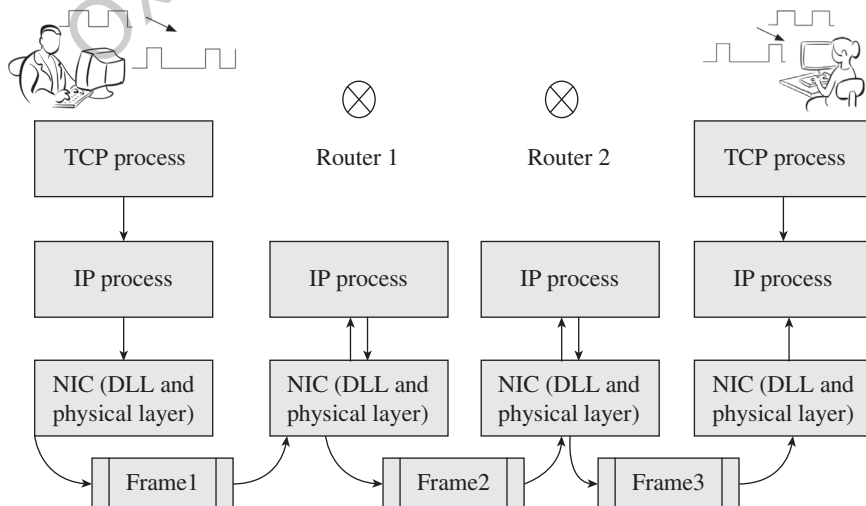 Router 1
Router 2
TCP process
TCP process
IP process
IP process
IP process
IP process
NIC (DLL and
physical layer)
NIC (DLL and
physical layer)
NIC (DLL and
physical layer)
NIC (DLL and
physical layer)
Frame1
Frame2
Frame3